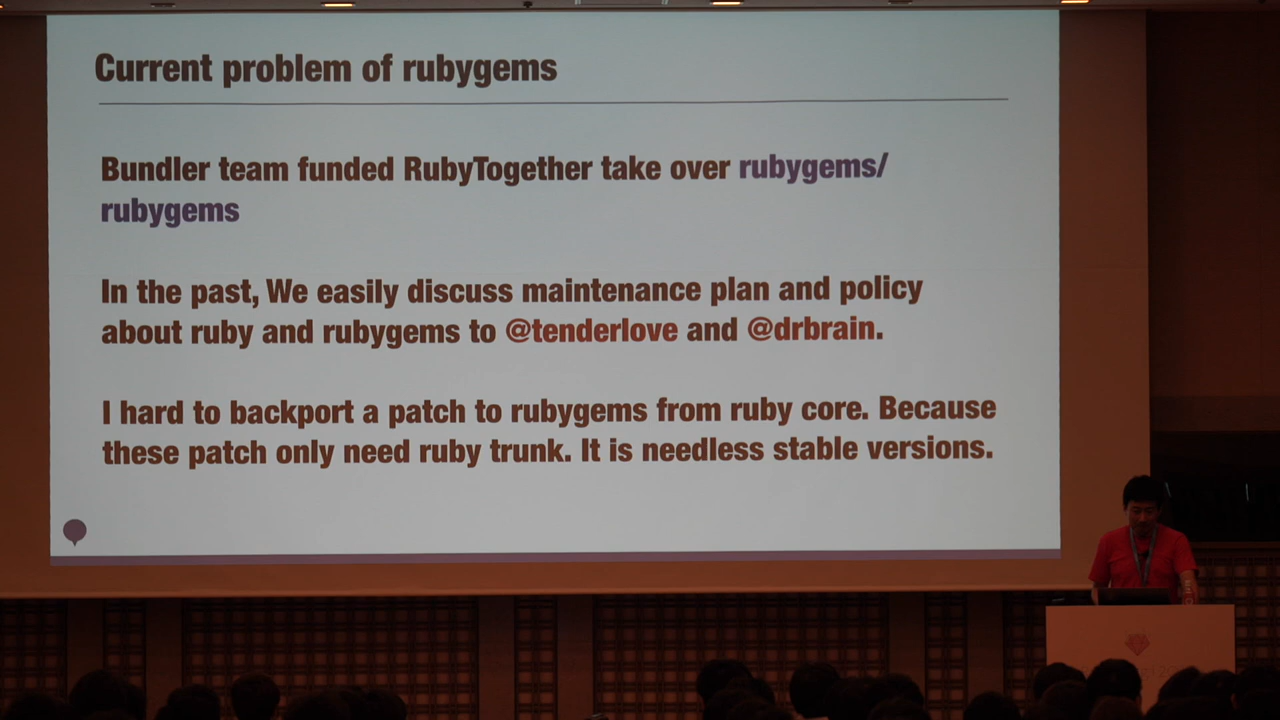 Current problem of rubygems
Bundler team funded RubyTogether take over rubygems/
rubygems
In the past, We easily discuss maintenance plan and policy
about ruby and rubygems to @tenderlove and @drbrain.
I hard to backport a patch to rubygems from ruby core. Because
these patch only need ruby trunk. It is needless stable versions.